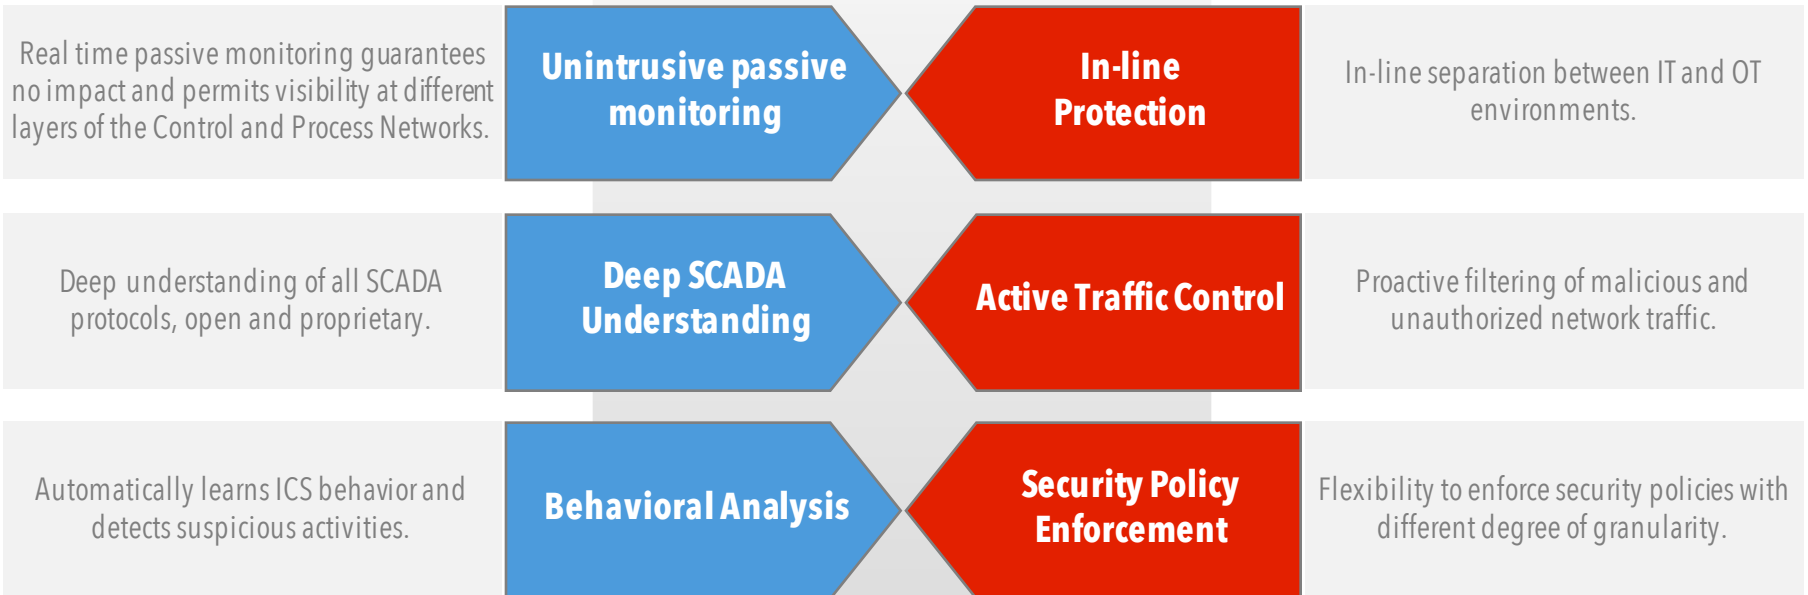 Real time passive monitoring guarantees
no impact and permits visibility at different
layers of the Control and Process Networks.
Unintrusive passive
monitoring
In-line
Protection
In-line separation between IT and OT
environments.
Deep understanding of all SCADA
protocols, open and proprietary.
Deep SCADA
Understanding
Active Traffic Control
Proactive filtering of malicious and
unauthorized network traffic.
Automatically learns ICS behavior and
detects suspicious activities.
Behavioral Analysis
Security Policy
Enforcement
Flexibility to enforce security policies with
different degree of granularity.